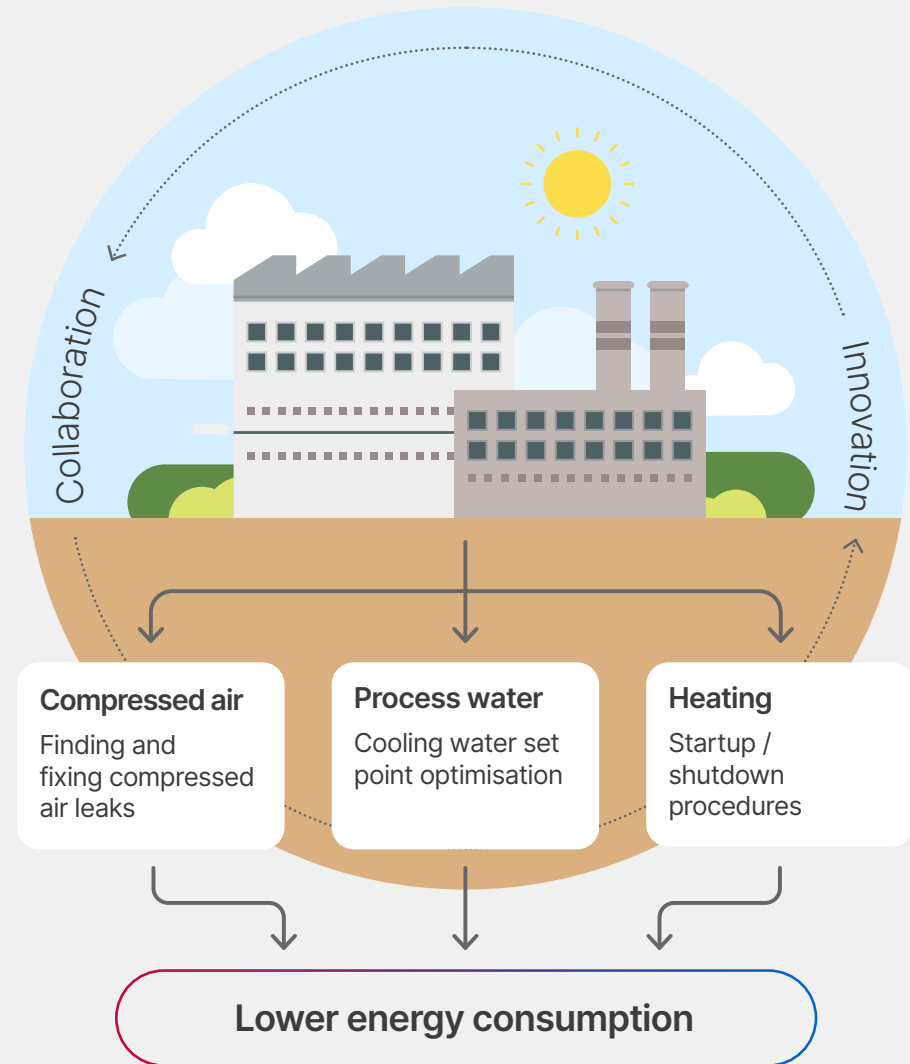 Collaboration
Innovation
Compressed air
Finding and
fixing compressed
air leaks
Process water
Cooling water set
point optimisation
Heating
Startup /
shutdown
procedures
Lower energy consumption